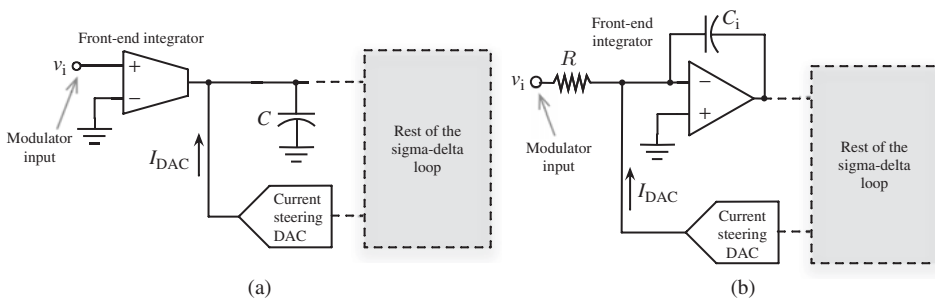 Front-end integrator
v_i
+
−
Modulator
input
C
I_DAC
Current
steering
DAC
Rest of the
sigma-delta
loop
(a)
Front-end
integrator
C_i
R
v_i
−
+
Modulator
input
I_DAC
Current
steering
DAC
Rest of the
sigma-delta
loop
(b)